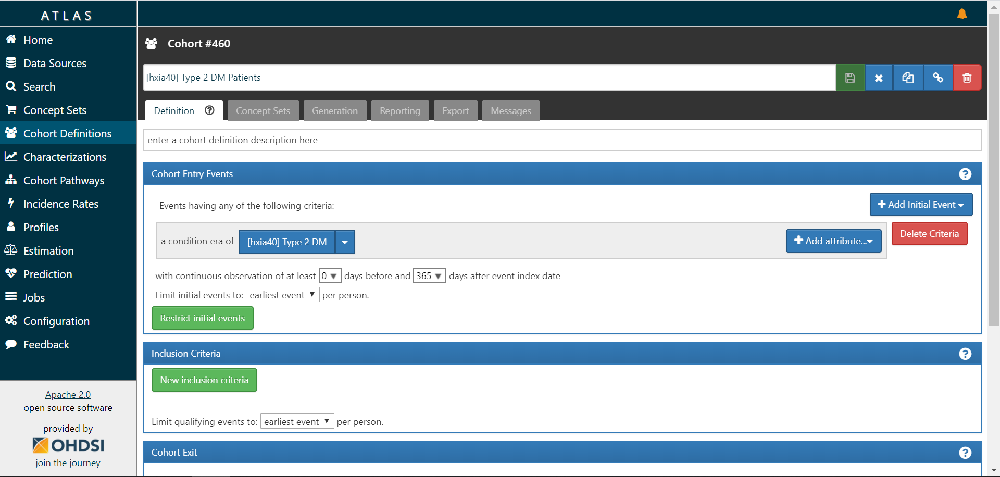 ATLAS
Home
Data Sources
Search
Concept Sets
Cohort Definitions
Characterizations
Cohort Pathways
Incidence Rates
Profiles
Estimation
Prediction
Jobs
Configuration
Feedback
Apache 2.0
open source software
provided by
OHDSI
join the journey
Cohort #460
[hxia40] Type 2 DM Patients
Definition ? Concept Sets Generation Reporting Export Messages
enter a cohort definition description here
Cohort Entry Events ?
Events having any of the following criteria: + Add Initial Event
a condition era of [hxia40] Type 2 DM + Add attribute... Delete Criteria
with continuous observation of at least 0 ▼ days before and 365 ▼ days after event index date
Limit initial events to: earliest event ▼ per person.
Restrict initial events
Inclusion Criteria ?
New inclusion criteria
Limit qualifying events to: earliest event ▼ per person.
Cohort Exit ?